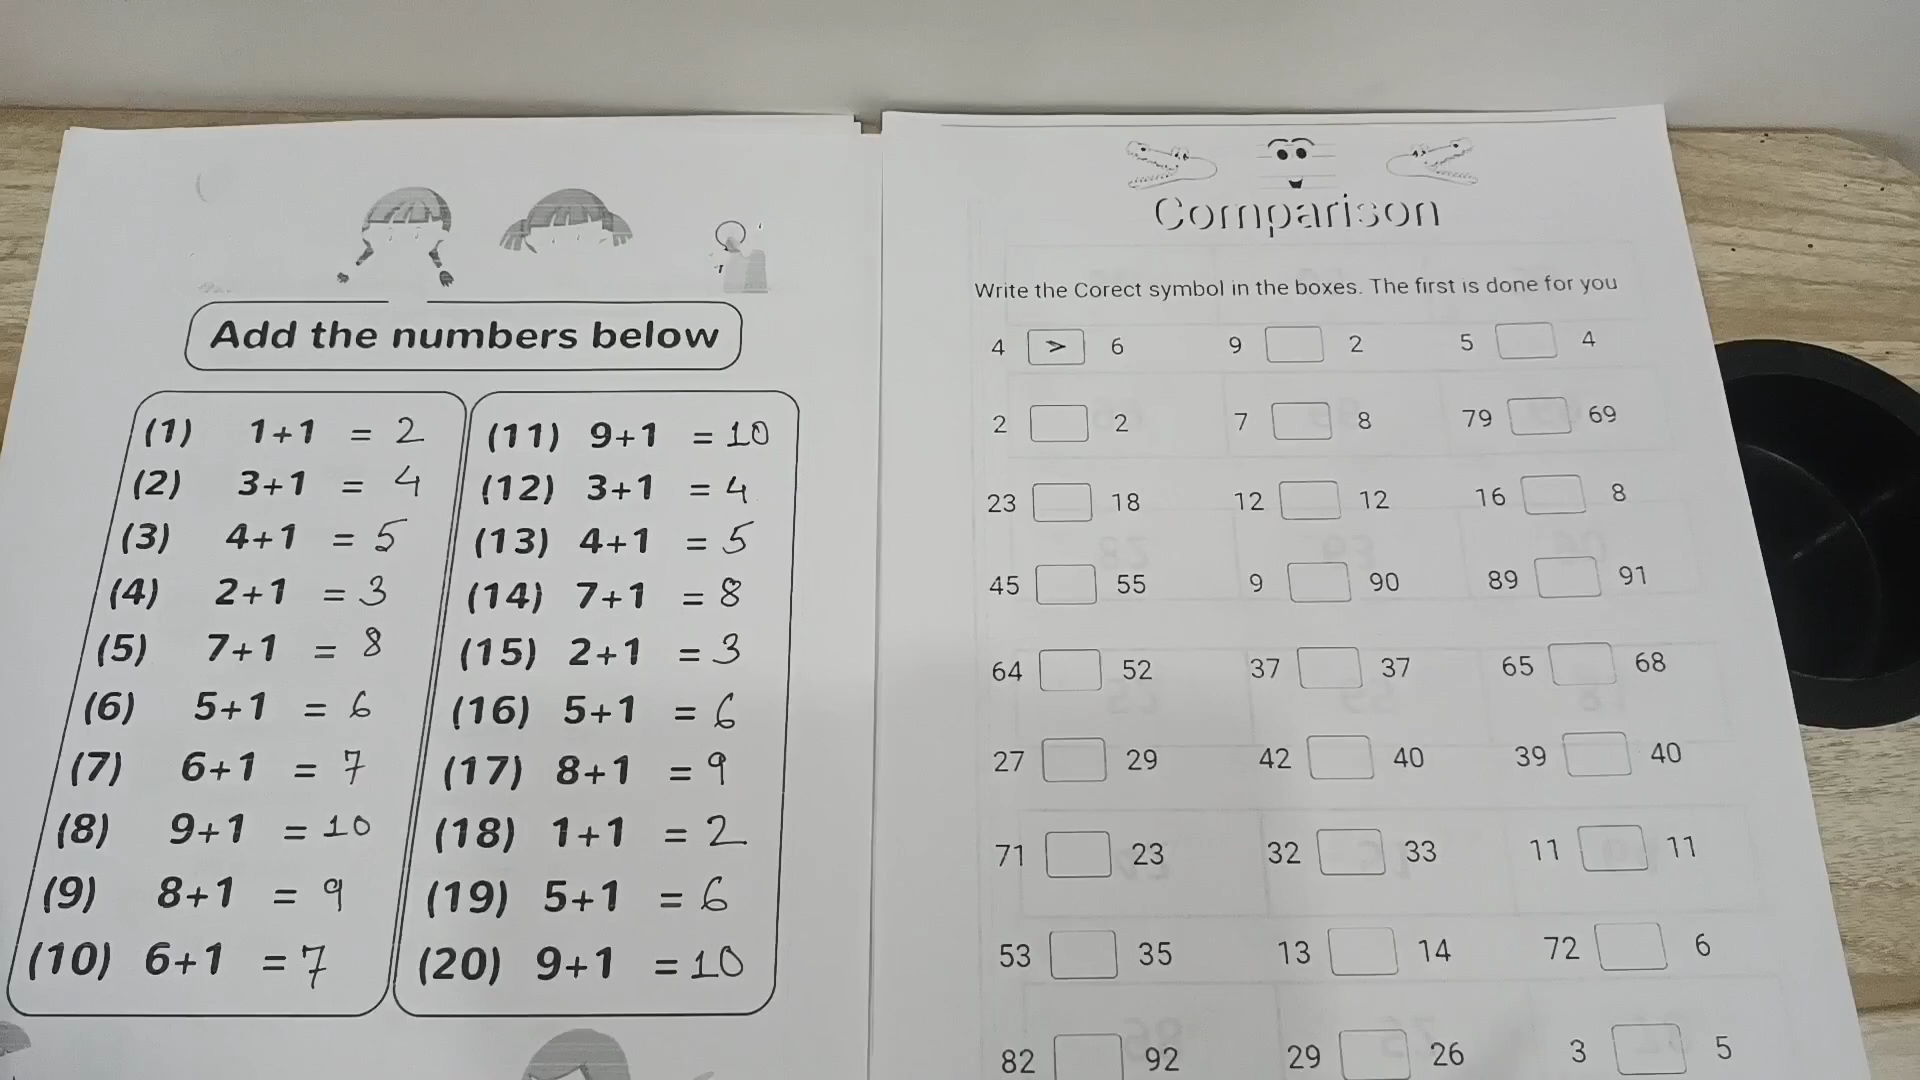 Add the numbers below
(1) 1+1 = 2
(2) 3+1 = 4
(3) 4+1 = 5
(4) 2+1 = 3
(5) 7+1 = 8
(6) 5+1 = 6
(7) 6+1 = 7
(8) 9+1 = 10
(9) 8+1 = 9
(10) 6+1 = 7
(11) 9+1 = 10
(12) 3+1 = 4
(13) 4+1 = 5
(14) 7+1 = 8
(15) 2+1 = 3
(16) 5+1 = 6
(17) 8+1 = 9
(18) 1+1 = 2
(19) 5+1 = 6
(20) 9+1 = 10
Comparison
Write the Corect symbol in the boxes. The first is done for you
4 > 6 9 2 5 4
2 2 7 8 79 69
23 18 12 12 16 8
45 55 9 90 89 91
64 52 37 37 65 68
27 29 42 40 39 40
71 23 32 33 11 11
53 35 13 14 72 6
82 92 29 26 3 5